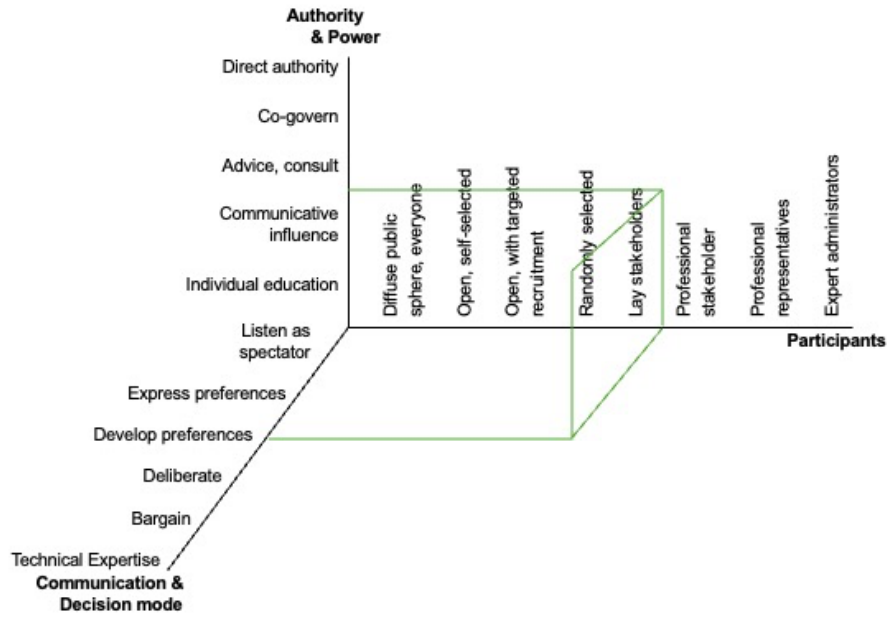 Authority
& Power
Direct authority
Co-govern
Advice, consult
Communicative
influence
Individual education
Listen as
spectator
Express preferences
Develop preferences
Deliberate
Bargain
Technical Expertise
Communication &
Decision mode
Diffuse public
sphere, everyone
Open, self-selected
Open, with targeted
recruitment
Randomly selected
Lay stakeholders
Professional
stakeholder
Professional
representatives
Expert administrators
Participants